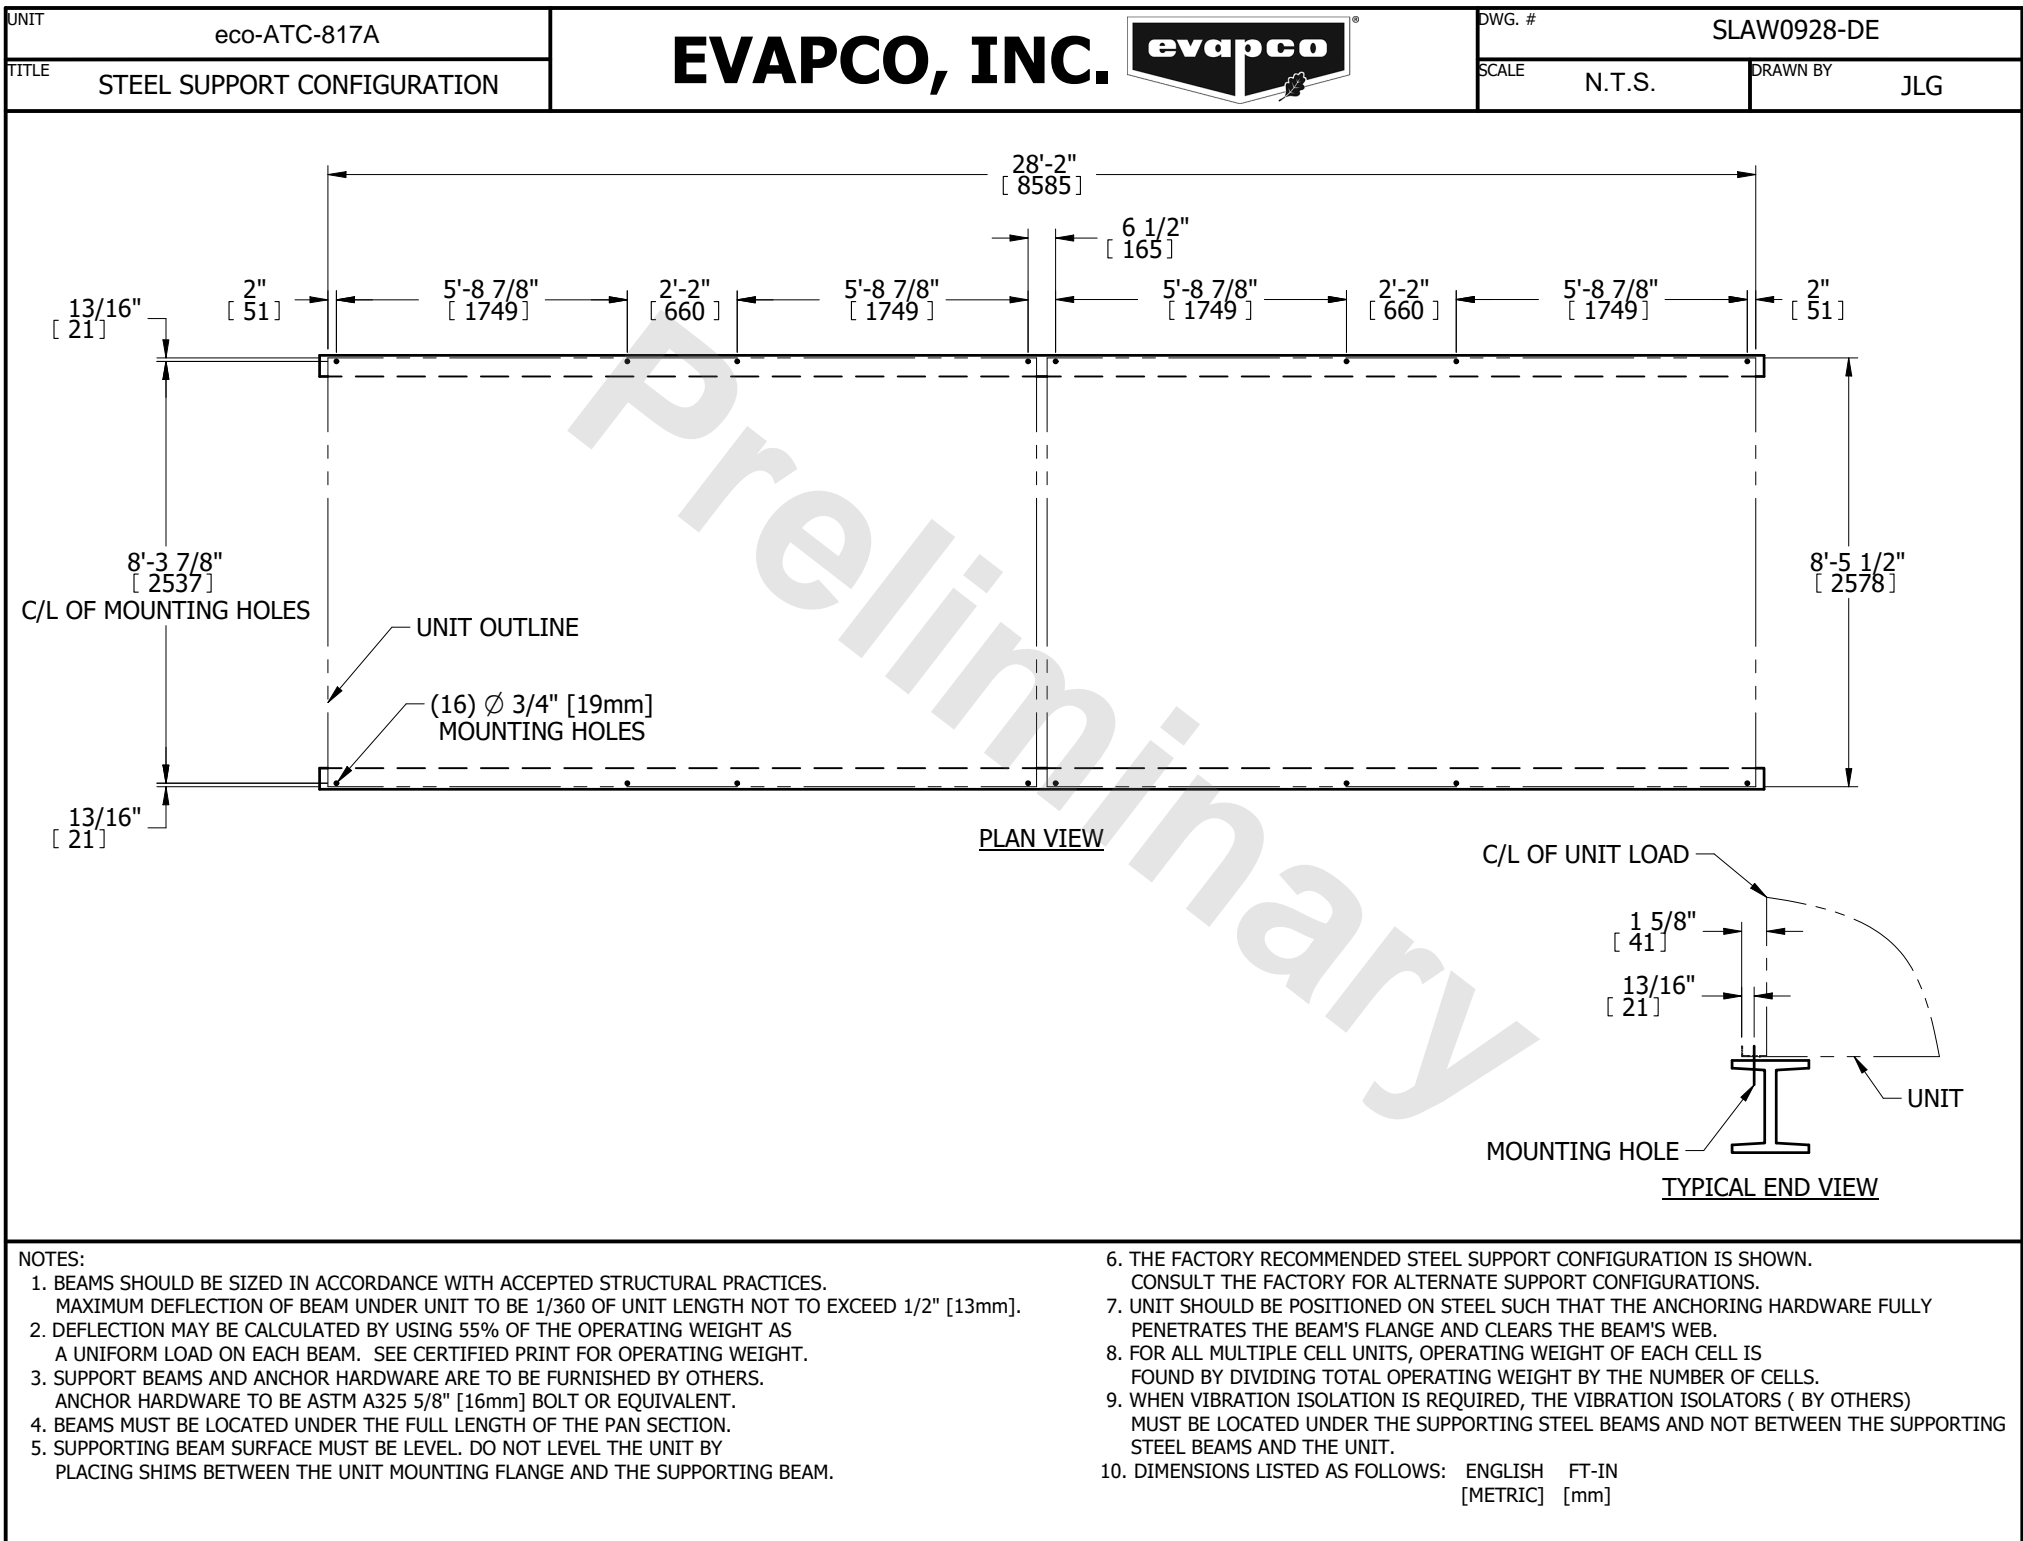 UNIT
eco-ATC-817A
TITLE
STEEL SUPPORT CONFIGURATION
EVAPCO, INC.
evapco
®
DWG. #
SLAW0928-DE
SCALE
N.T.S.
DRAWN BY
JLG
28'-2"
[ 8585]
6 1/2"
[ 165]
13/16"
[ 21]
2"
[ 51]
5'-8 7/8"
[ 1749]
2'-2"
[ 660 ]
5'-8 7/8"
[ 1749 ]
5'-8 7/8"
[ 1749 ]
2'-2"
[ 660 ]
5'-8 7/8"
[ 1749]
2"
[ 51]
8'-3 7/8"
[ 2537]
C/L OF MOUNTING HOLES
8'-5 1/2"
[ 2578]
UNIT OUTLINE
(16) ∅ 3/4" [19mm]
MOUNTING HOLES
13/16"
[ 21]
PLAN VIEW
Preliminary
C/L OF UNIT LOAD
1 5/8"
[ 41]
13/16"
[ 21]
UNIT
MOUNTING HOLE
TYPICAL END VIEW
NOTES:
1. BEAMS SHOULD BE SIZED IN ACCORDANCE WITH ACCEPTED STRUCTURAL PRACTICES.
MAXIMUM DEFLECTION OF BEAM UNDER UNIT TO BE 1/360 OF UNIT LENGTH NOT TO EXCEED 1/2" [13mm].
2. DEFLECTION MAY BE CALCULATED BY USING 55% OF THE OPERATING WEIGHT AS
A UNIFORM LOAD ON EACH BEAM. SEE CERTIFIED PRINT FOR OPERATING WEIGHT.
3. SUPPORT BEAMS AND ANCHOR HARDWARE ARE TO BE FURNISHED BY OTHERS.
ANCHOR HARDWARE TO BE ASTM A325 5/8" [16mm] BOLT OR EQUIVALENT.
4. BEAMS MUST BE LOCATED UNDER THE FULL LENGTH OF THE PAN SECTION.
5. SUPPORTING BEAM SURFACE MUST BE LEVEL. DO NOT LEVEL THE UNIT BY
PLACING SHIMS BETWEEN THE UNIT MOUNTING FLANGE AND THE SUPPORTING BEAM.
6. THE FACTORY RECOMMENDED STEEL SUPPORT CONFIGURATION IS SHOWN.
CONSULT THE FACTORY FOR ALTERNATE SUPPORT CONFIGURATIONS.
7. UNIT SHOULD BE POSITIONED ON STEEL SUCH THAT THE ANCHORING HARDWARE FULLY
PENETRATES THE BEAM'S FLANGE AND CLEARS THE BEAM'S WEB.
8. FOR ALL MULTIPLE CELL UNITS, OPERATING WEIGHT OF EACH CELL IS
FOUND BY DIVIDING TOTAL OPERATING WEIGHT BY THE NUMBER OF CELLS.
9. WHEN VIBRATION ISOLATION IS REQUIRED, THE VIBRATION ISOLATORS ( BY OTHERS)
MUST BE LOCATED UNDER THE SUPPORTING STEEL BEAMS AND NOT BETWEEN THE SUPPORTING
STEEL BEAMS AND THE UNIT.
10. DIMENSIONS LISTED AS FOLLOWS: ENGLISH FT-IN
[METRIC] [mm]